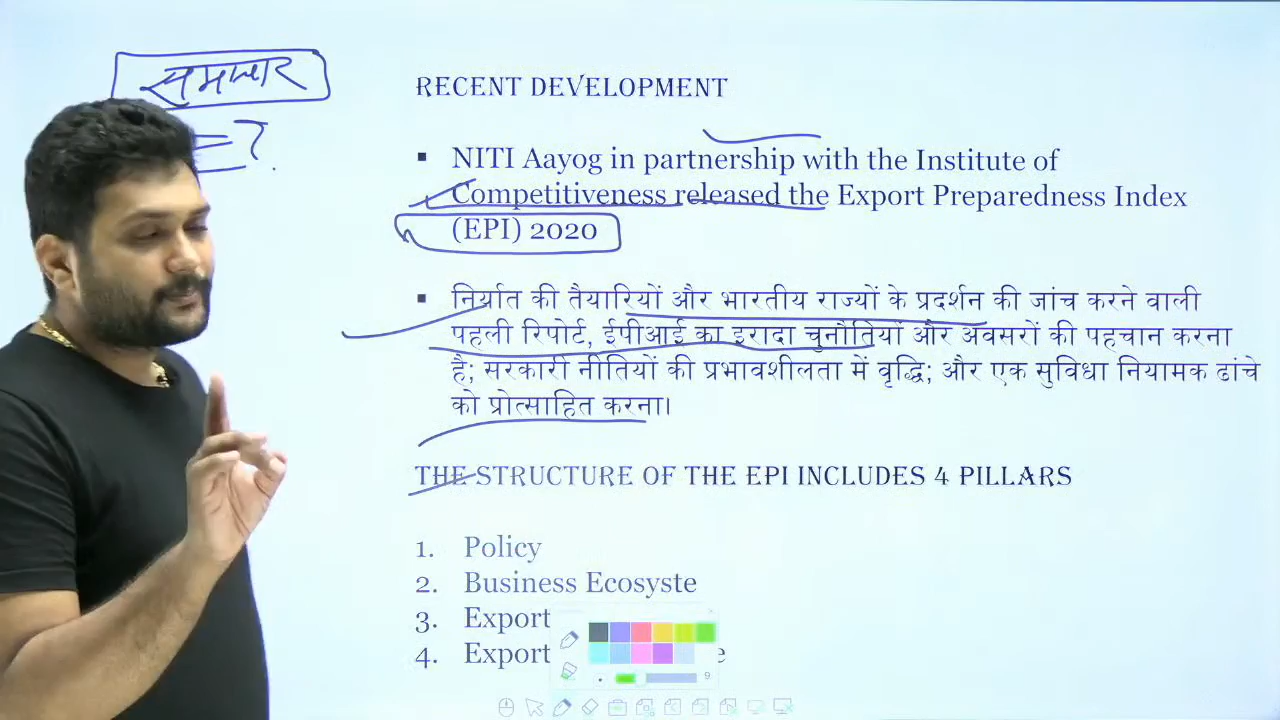 समाचार
= ?
RECENT DEVELOPMENT
▪ NITI Aayog in partnership with the Institute of
Competitiveness released the Export Preparedness Index
(EPI) 2020
▪ निर्यात की तैयारियों और भारतीय राज्यों के प्रदर्शन की जांच करने वाली
पहली रिपोर्ट, ईपीआई का इरादा चुनौतियों और अवसरों की पहचान करना
है; सरकारी नीतियों की प्रभावशीलता में वृद्धि; और एक सुविधा नियामक ढांचे
को प्रोत्साहित करना।
THE STRUCTURE OF THE EPI INCLUDES 4 PILLARS
1. Policy
2. Business Ecosyste
3. Export
4. Export
9